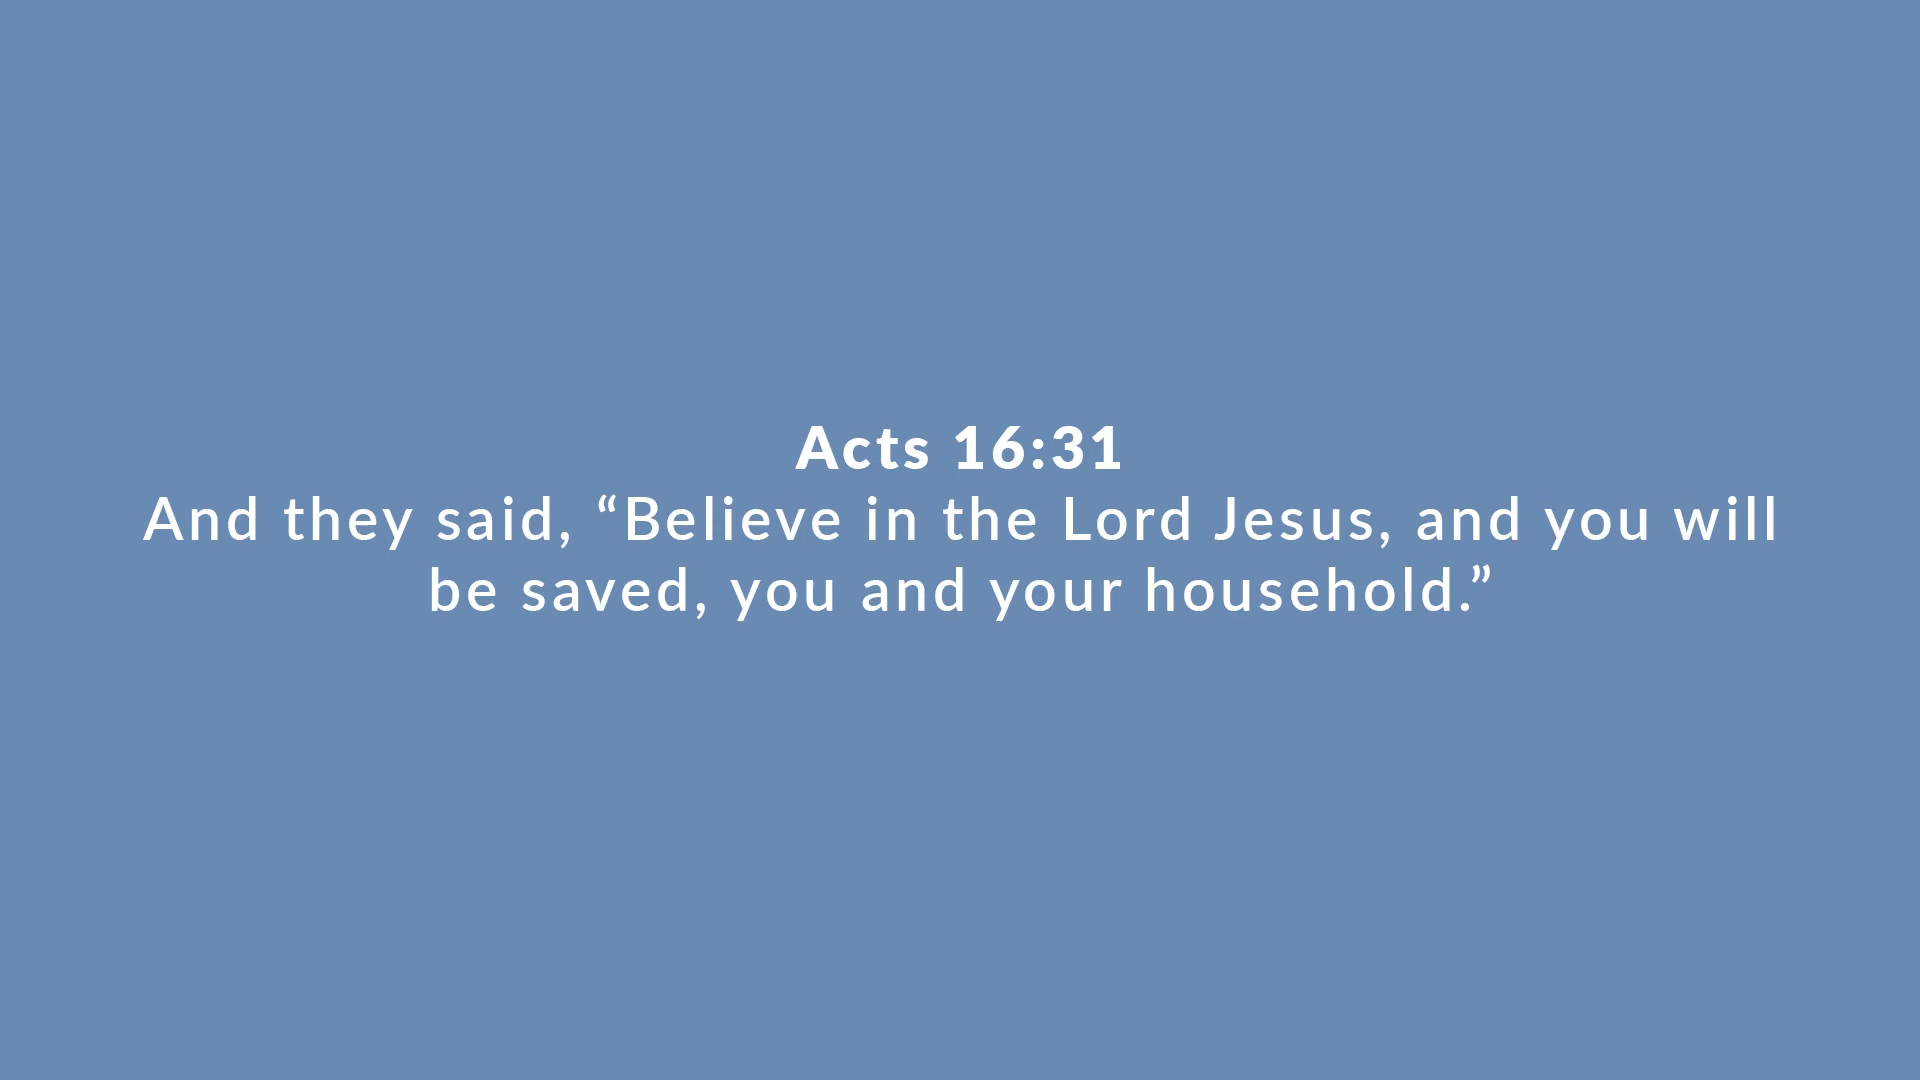 Acts 16:31
And they said, “Believe in the Lord Jesus, and you will
be saved, you and your household.”